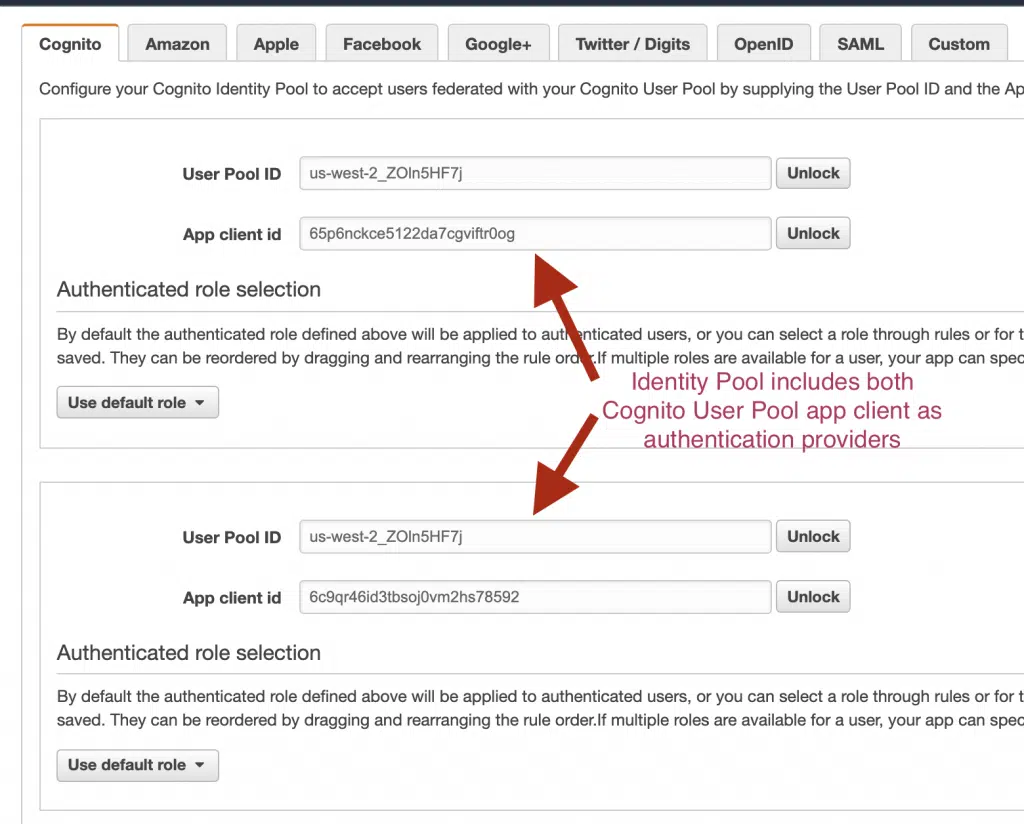 Cognito Amazon Apple Facebook Google+ Twitter / Digits OpenID SAML Custom
Configure your Cognito Identity Pool to accept users federated with your Cognito User Pool by supplying the User Pool ID and the Ap
User Pool ID us-west-2_ZOln5HF7j Unlock
App client id 65p6nckce5122da7cgviftr0og Unlock
Authenticated role selection
By default the authenticated role defined above will be applied to authenticated users, or you can select a role through rules or for t
saved. They can be reordered by dragging and rearranging the rule order.If multiple roles are available for a user, your app can spec
Use default role
Identity Pool includes both
Cognito User Pool app client as
authentication providers
User Pool ID us-west-2_ZOln5HF7j Unlock
App client id 6c9qr46id3tbsoj0vm2hs78592 Unlock
Authenticated role selection
By default the authenticated role defined above will be applied to authenticated users, or you can select a role through rules or for t
saved. They can be reordered by dragging and rearranging the rule order.If multiple roles are available for a user, your app can spec
Use default role